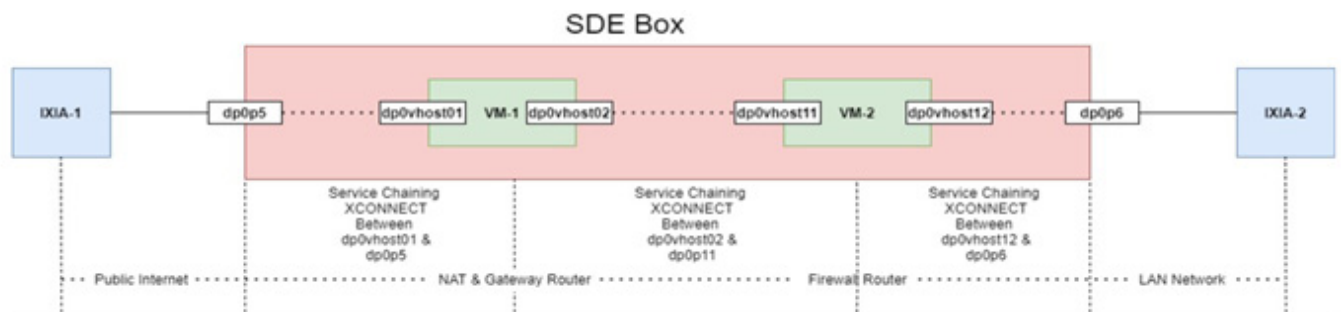 SDE Box
IXIA-1
dp0p5
dp0vhost01
VM-1
dp0vhost02
dp0vhost11
VM-2
dp0vhost12
dp0p6
IXIA-2
Service Chaining
XCONNECT
Between
dp0vhost01 &
dp0p5
Service Chaining
XCONNECT
Between
dp0vhost02 &
dp0p11
Service Chaining
XCONNECT
Between
dp0vhost12 &
dp0p6
Public Internet
NAT & Gateway Router
Firewall Router
LAN Network